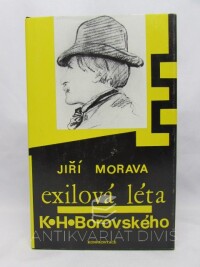 JIŘÍ MORAVA
exilová léta
K•H•Borovského
ANTIKVARIÁT DIVIŠ